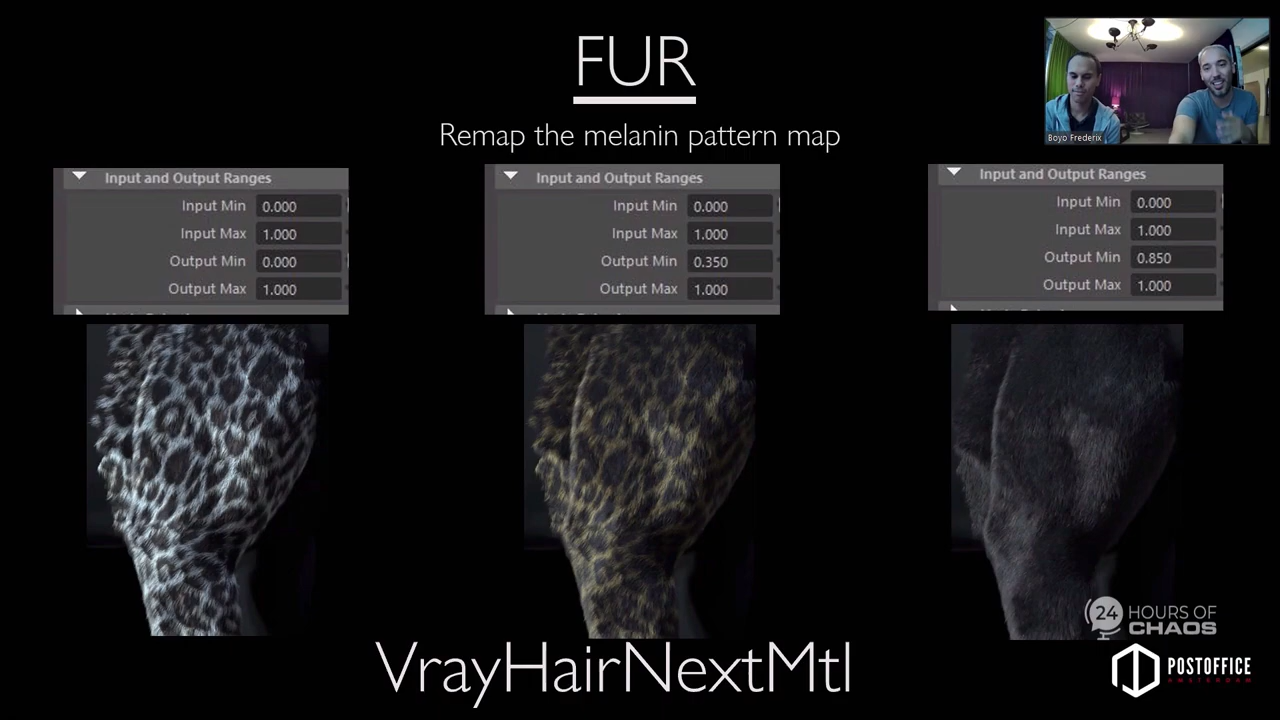 FUR
Remap the melanin pattern map
Boyo Frederix
Input and Output Ranges
Input Min 0.000
Input Max 1.000
Output Min 0.000
Output Max 1.000
Input and Output Ranges
Input Min 0.000
Input Max 1.000
Output Min 0.350
Output Max 1.000
Input and Output Ranges
Input Min 0.000
Input Max 1.000
Output Min 0.850
Output Max 1.000
24 HOURS OF
CHAOS
VrayHairNextMtl
POSTOFFICE
AMSTERDAM